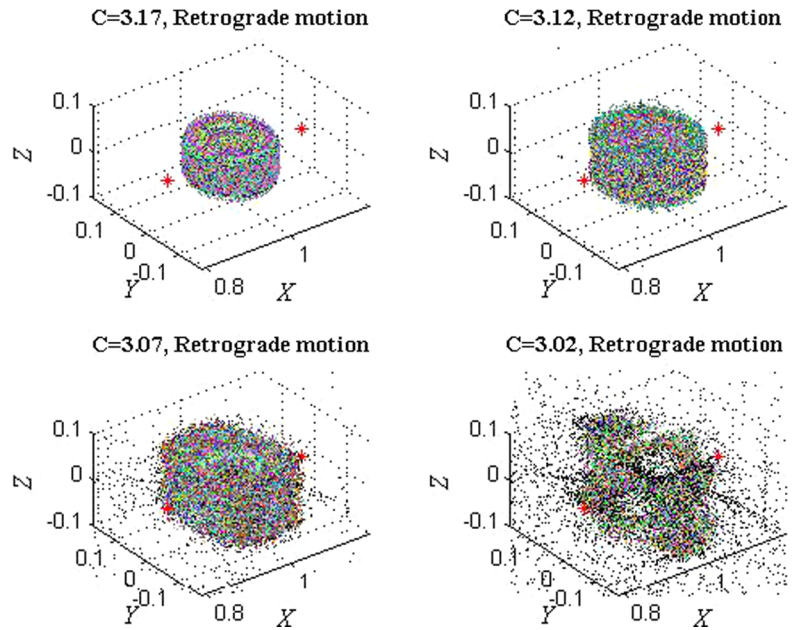 C=3.17, Retrograde motion
0.1
0
-0.1
Z
0.1
0
-0.1
Y
0.8
1
X
C=3.12, Retrograde motion
0.1
0
-0.1
Z
0.1
0
-0.1
Y
0.8
1
X
C=3.07, Retrograde motion
0.1
0
-0.1
Z
0.1
0
-0.1
Y
0.8
1
X
C=3.02, Retrograde motion
0.1
0
-0.1
Z
0.1
0
-0.1
Y
0.8
1
X